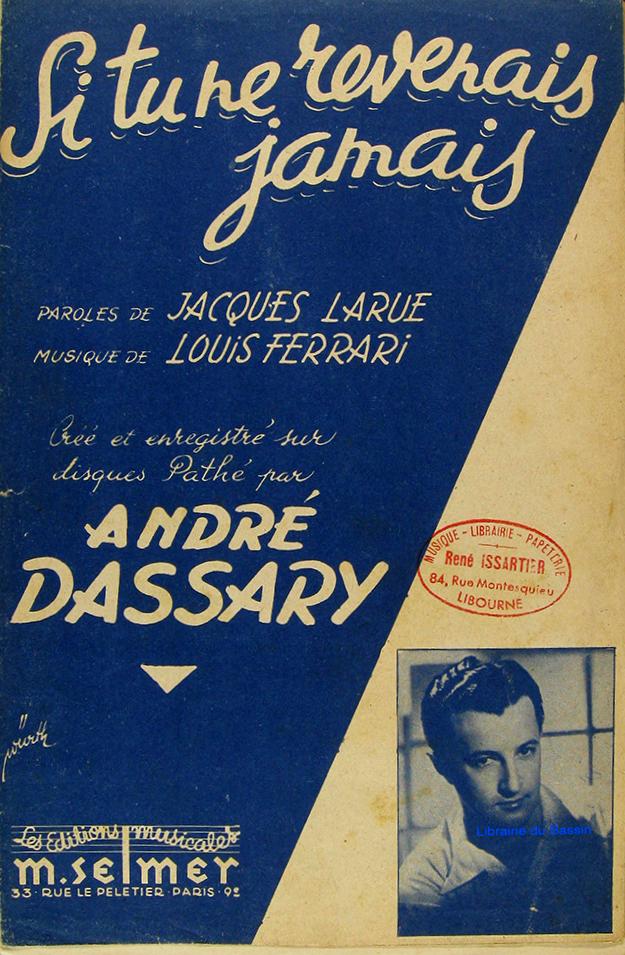 Si tu ne revenais
jamais
PAROLES DE JACQUES LARUE
MUSIQUE DE LOUIS FERRARI
Créé et enregistré sur
disques Pathé par
ANDRÉ
DASSARY
MUSIQUE - LIBRAIRIE - PAPETERIE
René ISSARTIER
84, Rue Montesquieu
LIBOURNE
Librairie du Bassin
Les Editions musicales
M. SELMER
33 · RUE LE PELETIER · PARIS · 9e